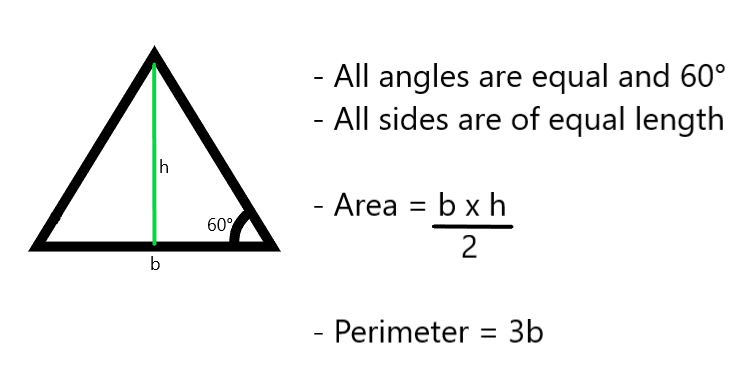 - All angles are equal and 60°
- All sides are of equal length
h
- Area = b x h
2
60°
b
- Perimeter = 3b